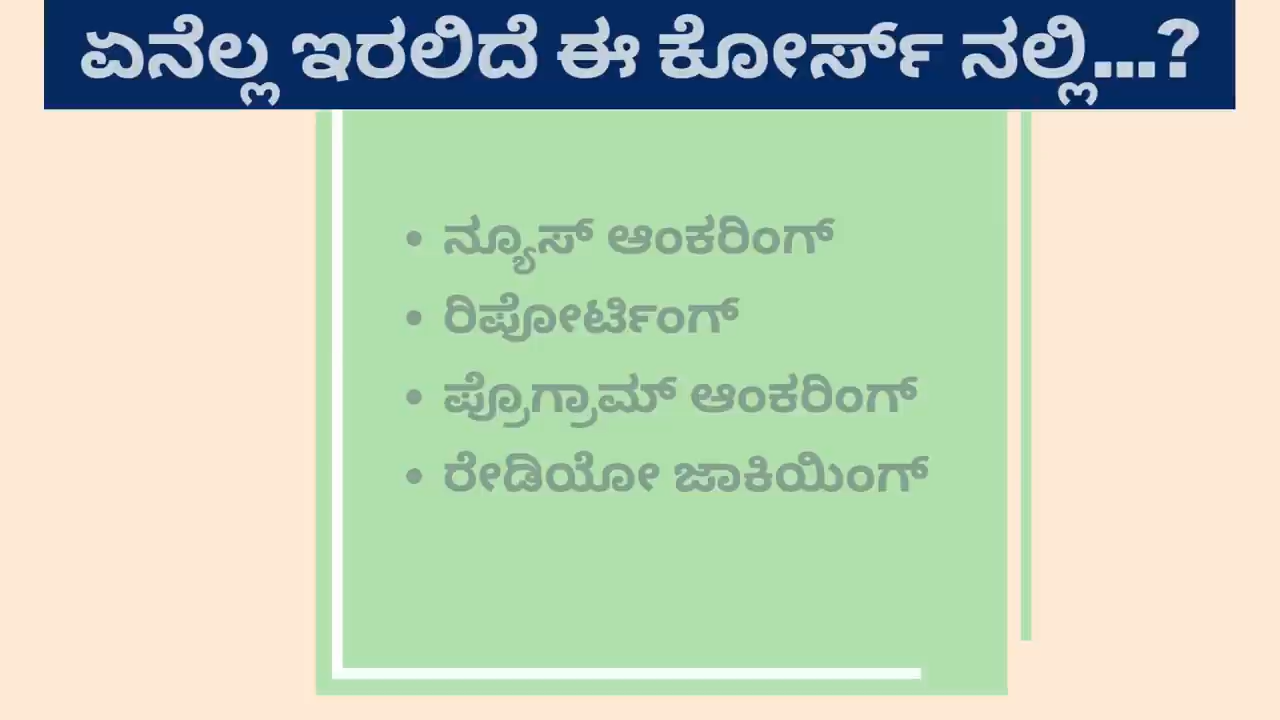 ಏನೆಲ್ಲ ಇರಲಿದೆ ಈ ಕೋರ್ಸ್ ನಲ್ಲಿ...?
• ನ್ಯೂಸ್ ಆಂಕರಿಂಗ್
• ರಿಪೋರ್ಟಿಂಗ್
• ಪ್ರೊಗ್ರಾಮ್ ಆಂಕರಿಂಗ್
• ರೇಡಿಯೋ ಜಾಕಿಯಿಂಗ್